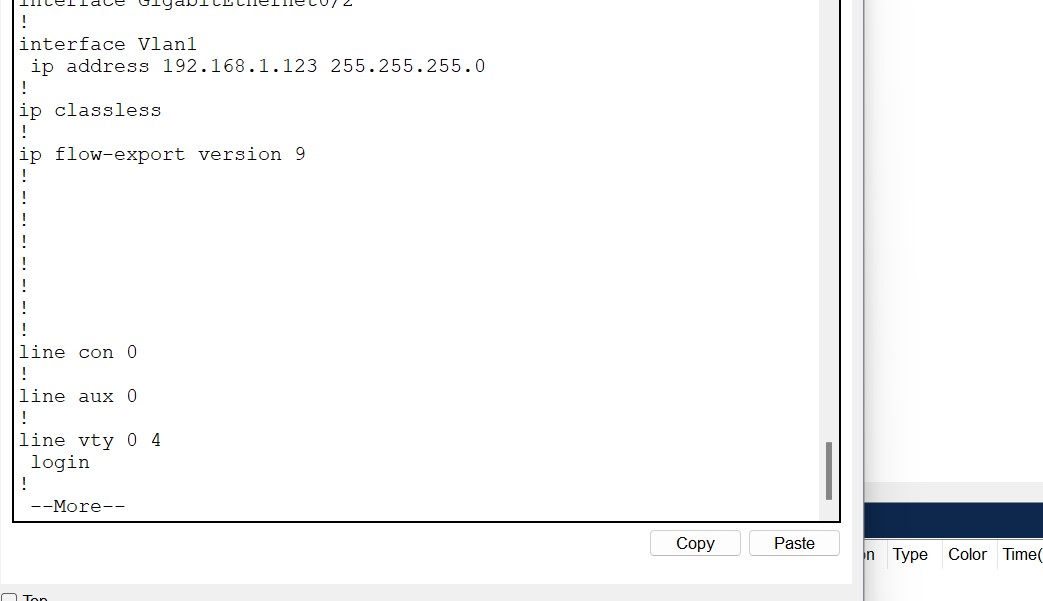 interface GigabitEthernet0/2
!
interface Vlan1
 ip address 192.168.1.123 255.255.255.0
!
ip classless
!
ip flow-export version 9
!
!
!
!
!
!
!
!
line con 0
!
line aux 0
!
line vty 0 4
 login
!
 --More--
Copy Paste
Type Color Time(
Top